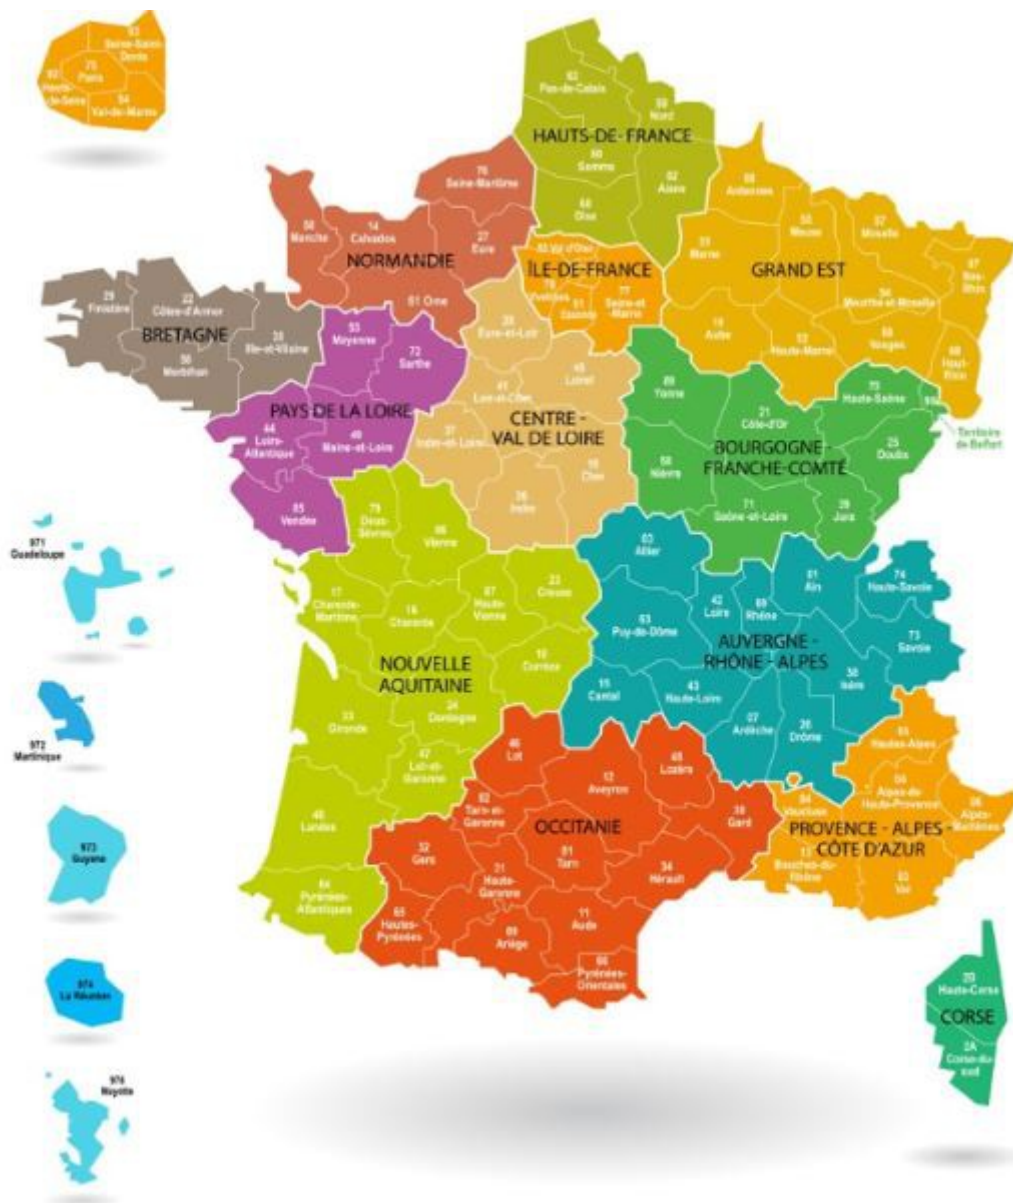 93
Seine-Saint-
Denis
75
Paris
92
Hauts-
de-Seine
94
Val-de-Marne
62
Pas-de-Calais
59
Nord
HAUTS-DE-FRANCE
80
Somme
02
Aisne
60
Oise
76
Seine-Maritime
50
Manche
14
Calvados
27
Eure
NORMANDIE
61 Orne
08
Ardennes
51
Marne
55
Meuse
57
Moselle
67
Bas-
Rhin
GRAND EST
54
Meurthe-et-Moselle
10
Aube
52
Haute-Marne
88
Vosges
68
Haut-
Rhin
95 Val d'Oise
ÎLE-DE-FRANCE
78
Yvelines
91
Essonne
77
Seine-et-
Marne
29
Finistère
22
Côtes-d'Armor
BRETAGNE
35
Ille-et-Vilaine
56
Morbihan
53
Mayenne
72
Sarthe
PAYS DE LA LOIRE
44
Loire-
Atlantique
49
Maine-et-Loire
85
Vendée
28
Eure-et-Loir
45
Loiret
41
Loir-et-Cher
CENTRE -
VAL DE LOIRE
37
Indre-et-Loire
18
Cher
36
Indre
89
Yonne
21
Côte-d'Or
70
Haute-Saône
90
Territoire
de Belfort
BOURGOGNE -
FRANCHE-COMTÉ
25
Doubs
58
Nièvre
71
Saône-et-Loire
39
Jura
79
Deux-
Sèvres
86
Vienne
17
Charente-
Maritime
16
Charente
87
Haute-
Vienne
23
Creuse
19
Corrèze
NOUVELLE
AQUITAINE
24
Dordogne
33
Gironde
47
Lot-et-
Garonne
40
Landes
64
Pyrénées-
Atlantiques
03
Allier
63
Puy-de-Dôme
42
Loire
69
Rhône
01
Ain
74
Haute-Savoie
AUVERGNE -
RHÔNE - ALPES
73
Savoie
38
Isère
15
Cantal
43
Haute-Loire
07
Ardèche
26
Drôme
46
Lot
12
Aveyron
48
Lozère
82
Tarn-et-
Garonne
OCCITANIE
30
Gard
32
Gers
31
Haute-
Garonne
81
Tarn
34
Hérault
65
Hautes-
Pyrénées
09
Ariège
11
Aude
66
Pyrénées-
Orientales
05
Hautes-Alpes
04
Alpes-de-
Haute-Provence
06
Alpes-
Maritimes
84
Vaucluse
PROVENCE - ALPES -
CÔTE D'AZUR
13
Bouches-du-
Rhône
83
Var
2B
Haute-Corse
CORSE
2A
Corse-du-
sud
971
Guadeloupe
972
Martinique
973
Guyane
974
La Réunion
976
Mayotte